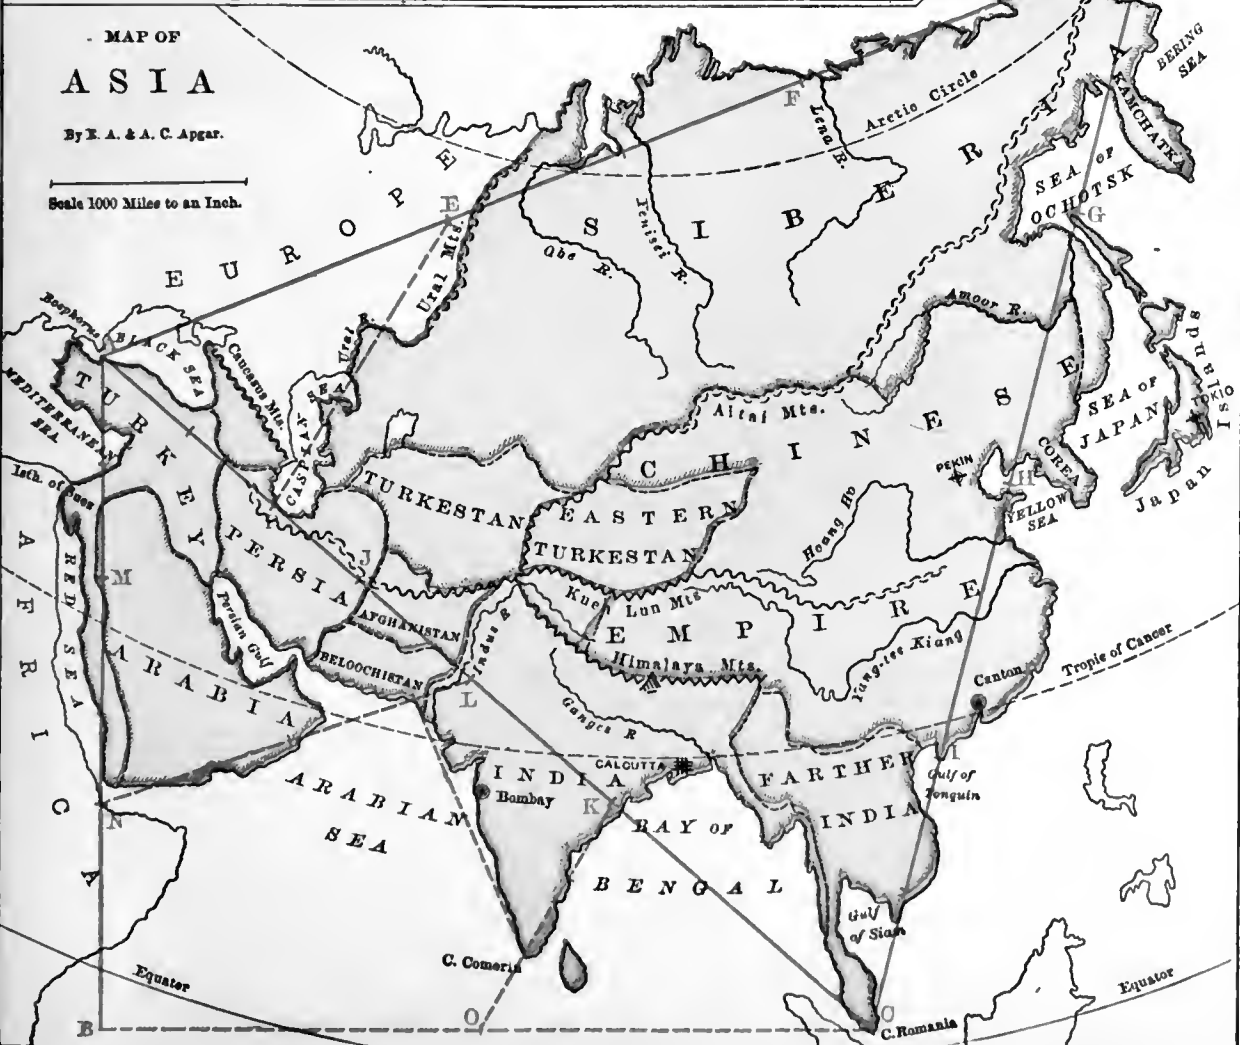 MAP OF
ASIA
By E. A. & A. C. Apgar.
Scale 1000 Miles to an Inch.
EUROPE
BERING
SEA
KAMCHATKA
A
Arctic Circle
F
Lena R.
SIBERI
SEA OF
OCHOTSK
G
E
Ural Mts.
Obe R.
Yenisei R.
Amoor R.
Bosphorus
BLACK
SEA
Caucasus Mts.
Ural R.
CASPIAN
SEA
MEDITERRANEAN
SEA
TURKEY
Isth. of Suez
Altai Mts.
CHINESE
EMPIRE
SEA OF
JAPAN
TOKIO
Japan
Islands
COREA
PEKIN
H
YELLOW
SEA
TURKESTAN
EASTERN
TURKESTAN
Hoang Ho
PERSIA
J
AFGHANISTAN
BELOOCHISTAN
Kuen Lun Mts
Indus R
Himalaya Mts.
Yang-tse Kiang
Canton
Tropic of Cancer
AFRICA
RED SEA
M
ARABIA
Persian Gulf
L
Ganges R
CALCUTTA
INDIA
Bombay
K
FARTHER
INDIA
I
Gulf of
Tonquin
ARABIAN
SEA
BAY OF
BENGAL
N
Gulf
of Siam
C. Comorin
Equator
Equator
B
O
C
C. Romania